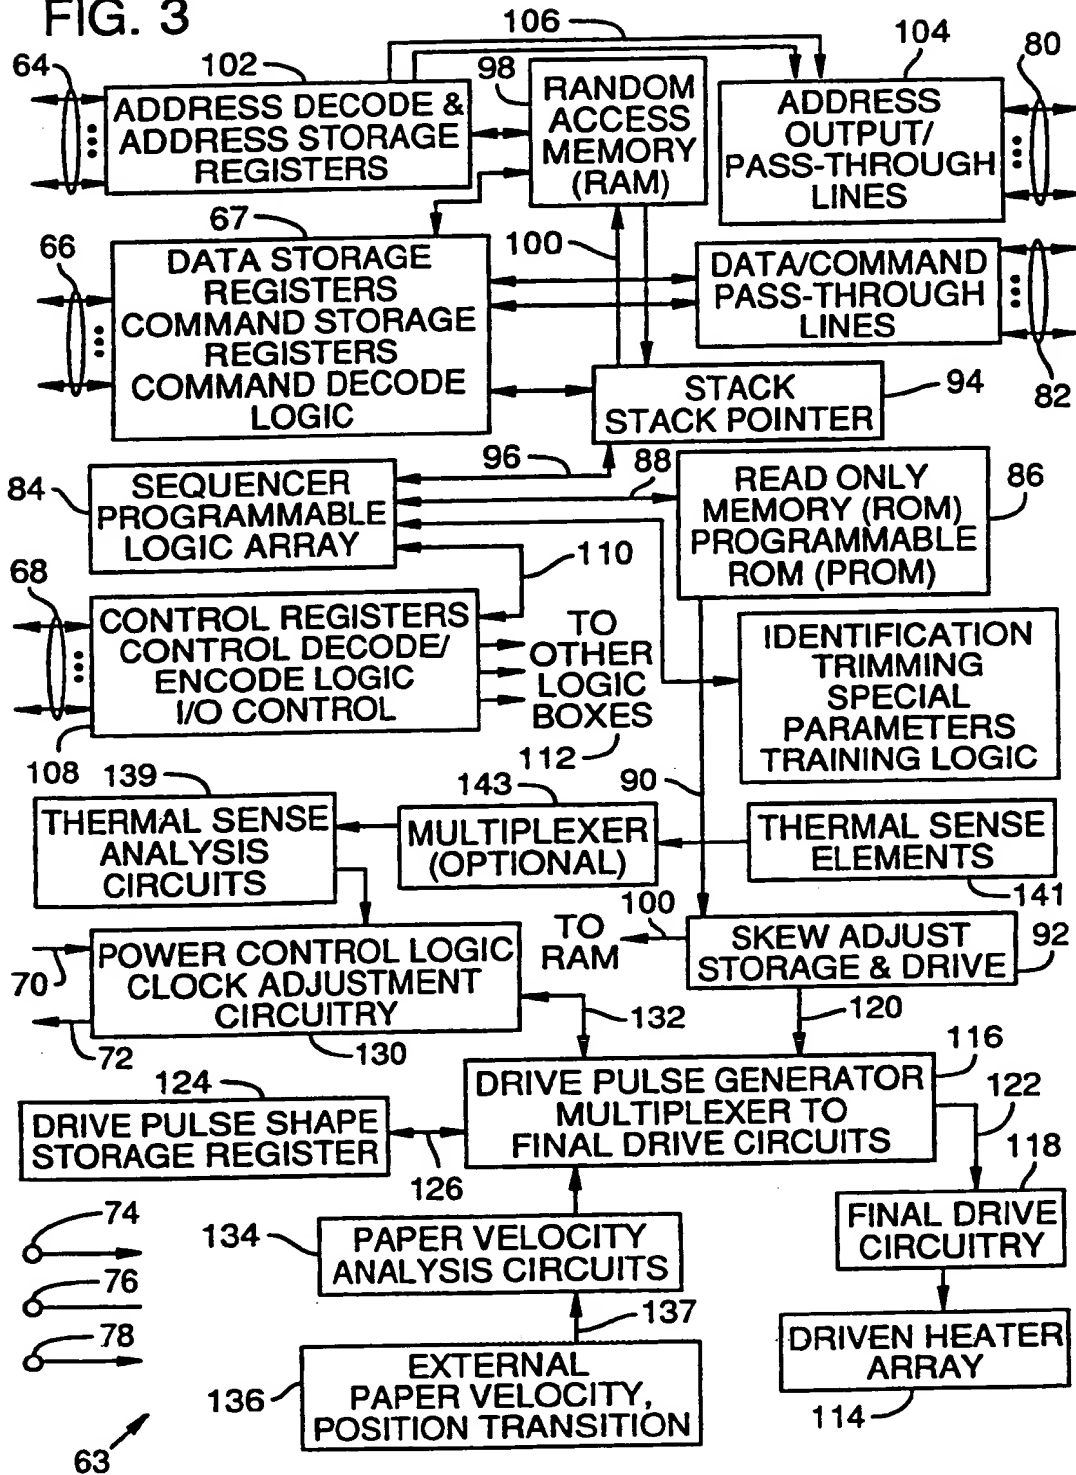 FIG. 3
106
64
102
98
104
80
ADDRESS DECODE &
ADDRESS STORAGE
REGISTERS
RANDOM
ACCESS
MEMORY
(RAM)
ADDRESS
OUTPUT/
PASS-THROUGH
LINES
67
66
100
DATA STORAGE
REGISTERS
COMMAND STORAGE
REGISTERS
COMMAND DECODE
LOGIC
DATA/COMMAND
PASS-THROUGH
LINES
82
STACK
STACK POINTER
94
96
88
84
SEQUENCER
PROGRAMMABLE
LOGIC ARRAY
READ ONLY
MEMORY (ROM)
PROGRAMMABLE
ROM (PROM)
86
110
68
CONTROL REGISTERS
CONTROL DECODE/
ENCODE LOGIC
I/O CONTROL
TO
OTHER
LOGIC
BOXES
IDENTIFICATION
TRIMMING
SPECIAL
PARAMETERS
TRAINING LOGIC
108
112
139
143
90
THERMAL SENSE
ANALYSIS
CIRCUITS
MULTIPLEXER
(OPTIONAL)
THERMAL SENSE
ELEMENTS
141
100
TO
RAM
SKEW ADJUST
STORAGE & DRIVE
92
70
POWER CONTROL LOGIC
CLOCK ADJUSTMENT
CIRCUITRY
72
130
132
120
116
124
DRIVE PULSE GENERATOR
MULTIPLEXER TO
FINAL DRIVE CIRCUITS
122
DRIVE PULSE SHAPE
STORAGE REGISTER
126
118
74
134
PAPER VELOCITY
ANALYSIS CIRCUITS
FINAL DRIVE
CIRCUITRY
76
137
78
136
EXTERNAL
PAPER VELOCITY,
POSITION TRANSITION
DRIVEN HEATER
ARRAY
114
63